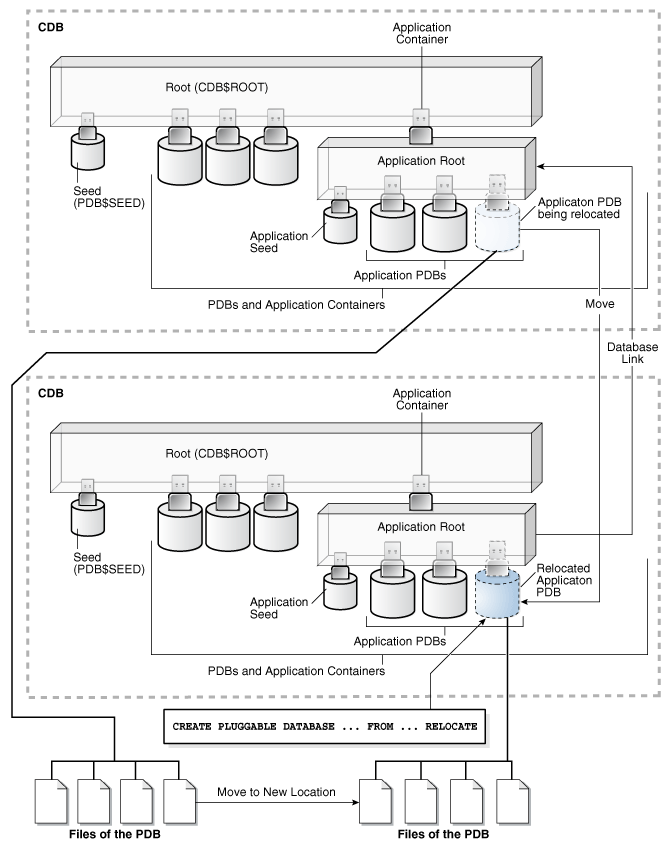 CDB
Application
Container
Root (CDB$ROOT)
Application Root
Seed
(PDB$SEED)
Application
Seed
Applicaton PDB
being relocated
Application PDBs
PDBs and Application Containers
Move
Database
Link
CDB
Application
Container
Root (CDB$ROOT)
Application Root
Seed
(PDB$SEED)
Application
Seed
Relocated
Applicaton
PDB
Application PDBs
PDBs and Application Containers
CREATE PLUGGABLE DATABASE ... FROM ... RELOCATE
Move to New Location
Files of the PDB
Files of the PDB